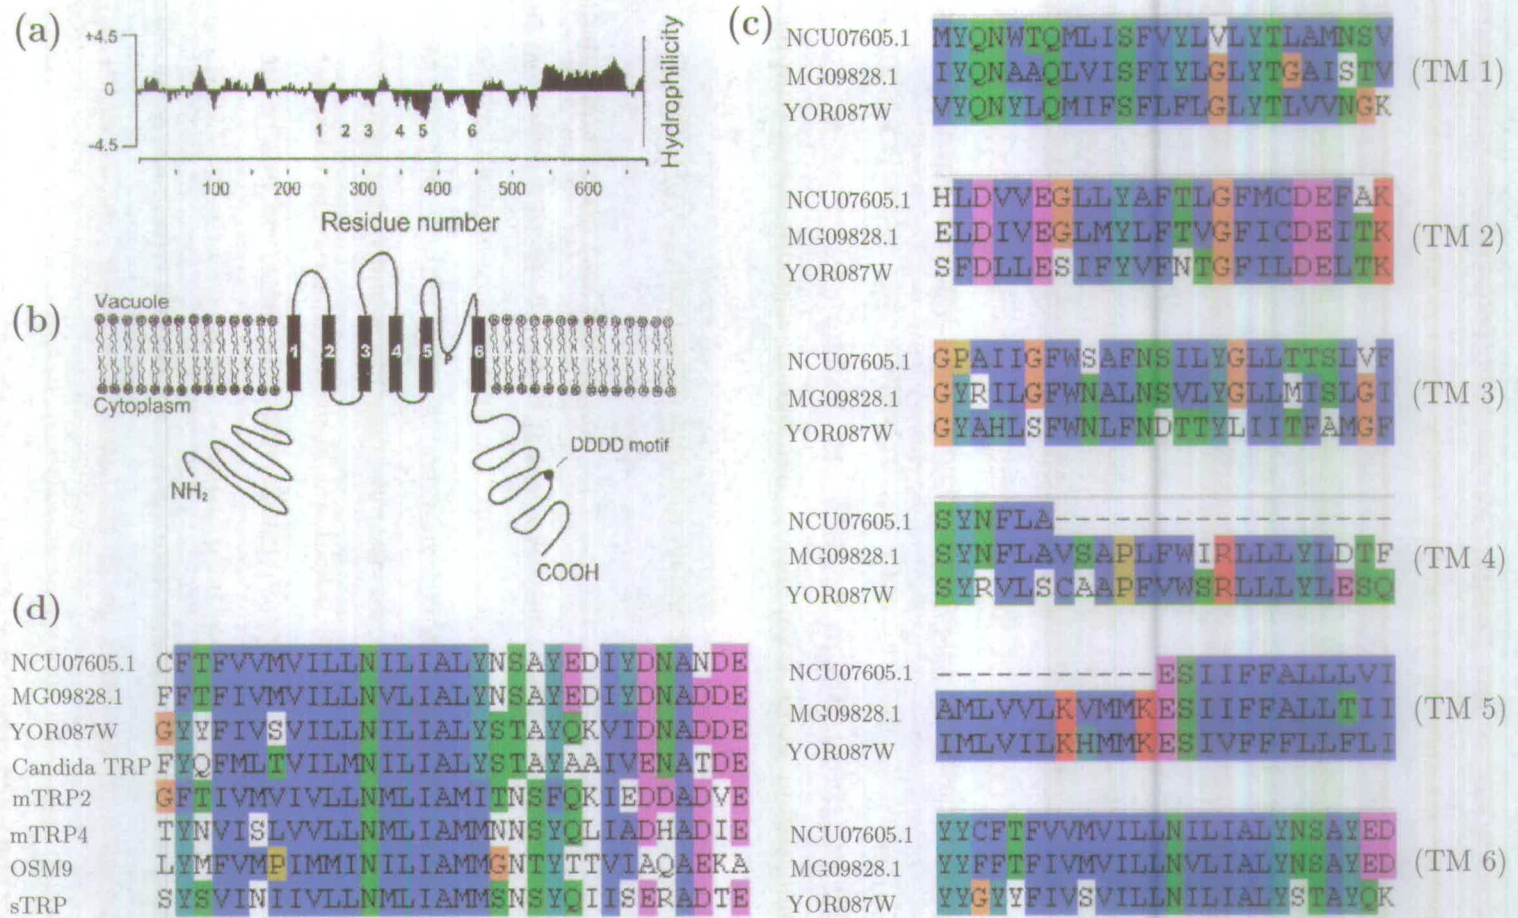 (a)
+4.5
0
-4.5
1 2 3 4 5 6
Hydrophilicity
100 200 300 400 500 600
Residue number
(b)
Vacuole
1 2 3 4 5 P 6
Cytoplasm
DDDD motif
NH2
COOH
(c)
NCU07605.1 MYQNWTQMLISFVYLVLYTLAMNSV
MG09828.1 IYQNAAQLVISFIYLGLYTGAISTV (TM 1)
YOR087W VYQNYLQMIFSFLFLGLYTLVVNGK
NCU07605.1 HLDVVEGLLYAFTLGFMCDEFAK
MG09828.1 ELDIVEGLMYLFTVGFICDEITK (TM 2)
YOR087W SFDLLESIFYVFNTGFILDELTK
NCU07605.1 GPAIIGFWSAFNSILYGLLTTSLVF
MG09828.1 GYRILGFWNALNSVLYGLLMISLGI (TM 3)
YOR087W GYAHLSFWNLFNDTTYLIITFAMGF
NCU07605.1 SYNFLA-----------------
MG09828.1 SYNFLAVSAPLFWIRLLLYLDTF (TM 4)
YOR087W SYRVLSCAAPFVWSRLLLYLESQ
NCU07605.1 -----------ESIIFFALLLVI
MG09828.1 AMLVVLKVMMKESIIFFALLTII (TM 5)
YOR087W IMLVILKHMMKESIVFFFLLFLI
NCU07605.1 YYCFTFVVMVILLNILIALYNSAYED
MG09828.1 YYFFTFIVMVILLNVLIALYNSAYED (TM 6)
YOR087W YYGYYFIVSVILLNILIALYSTAYQK
(d)
NCU07605.1 CFTFVVMVILLNILIALYNSAYEDIYDNANDE
MG09828.1 FFTFIVMVILLNVLIALYNSAYEDIYDNADDE
YOR087W GYYFIVSVILLNILIALYSTAYQKVIDNADDE
Candida TRP FYQFMLTVILMNILIALYSTAYAAIVENATDE
mTRP2 GFTIVMVIVLLNMLIAMITNSFQKIEDDADVE
mTRP4 TYNVISLVVLLNMLIAMMNNSYQLIADHADIE
OSM9 LYMFVMPIMMINILIAMMGNTYTTVIAQAEKA
sTRP SYSVINIIVLLNMLIAMMSNSYQIISERADTE